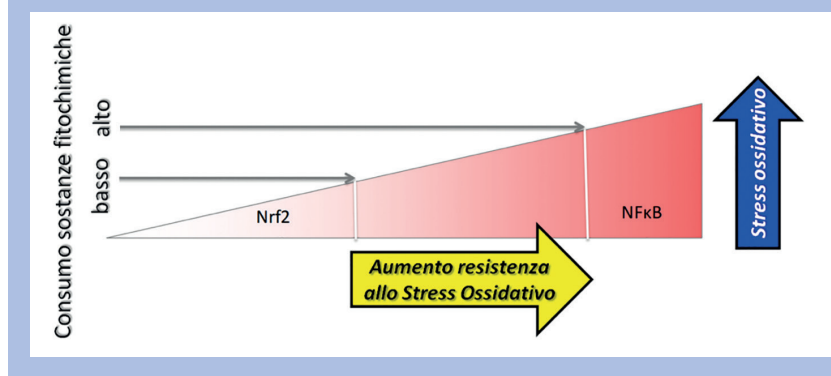 Consumo sostanze fitochimiche
basso
alto
Nrf2
NFκB
Aumento resistenza
allo Stress Ossidativo
Stress ossidativo